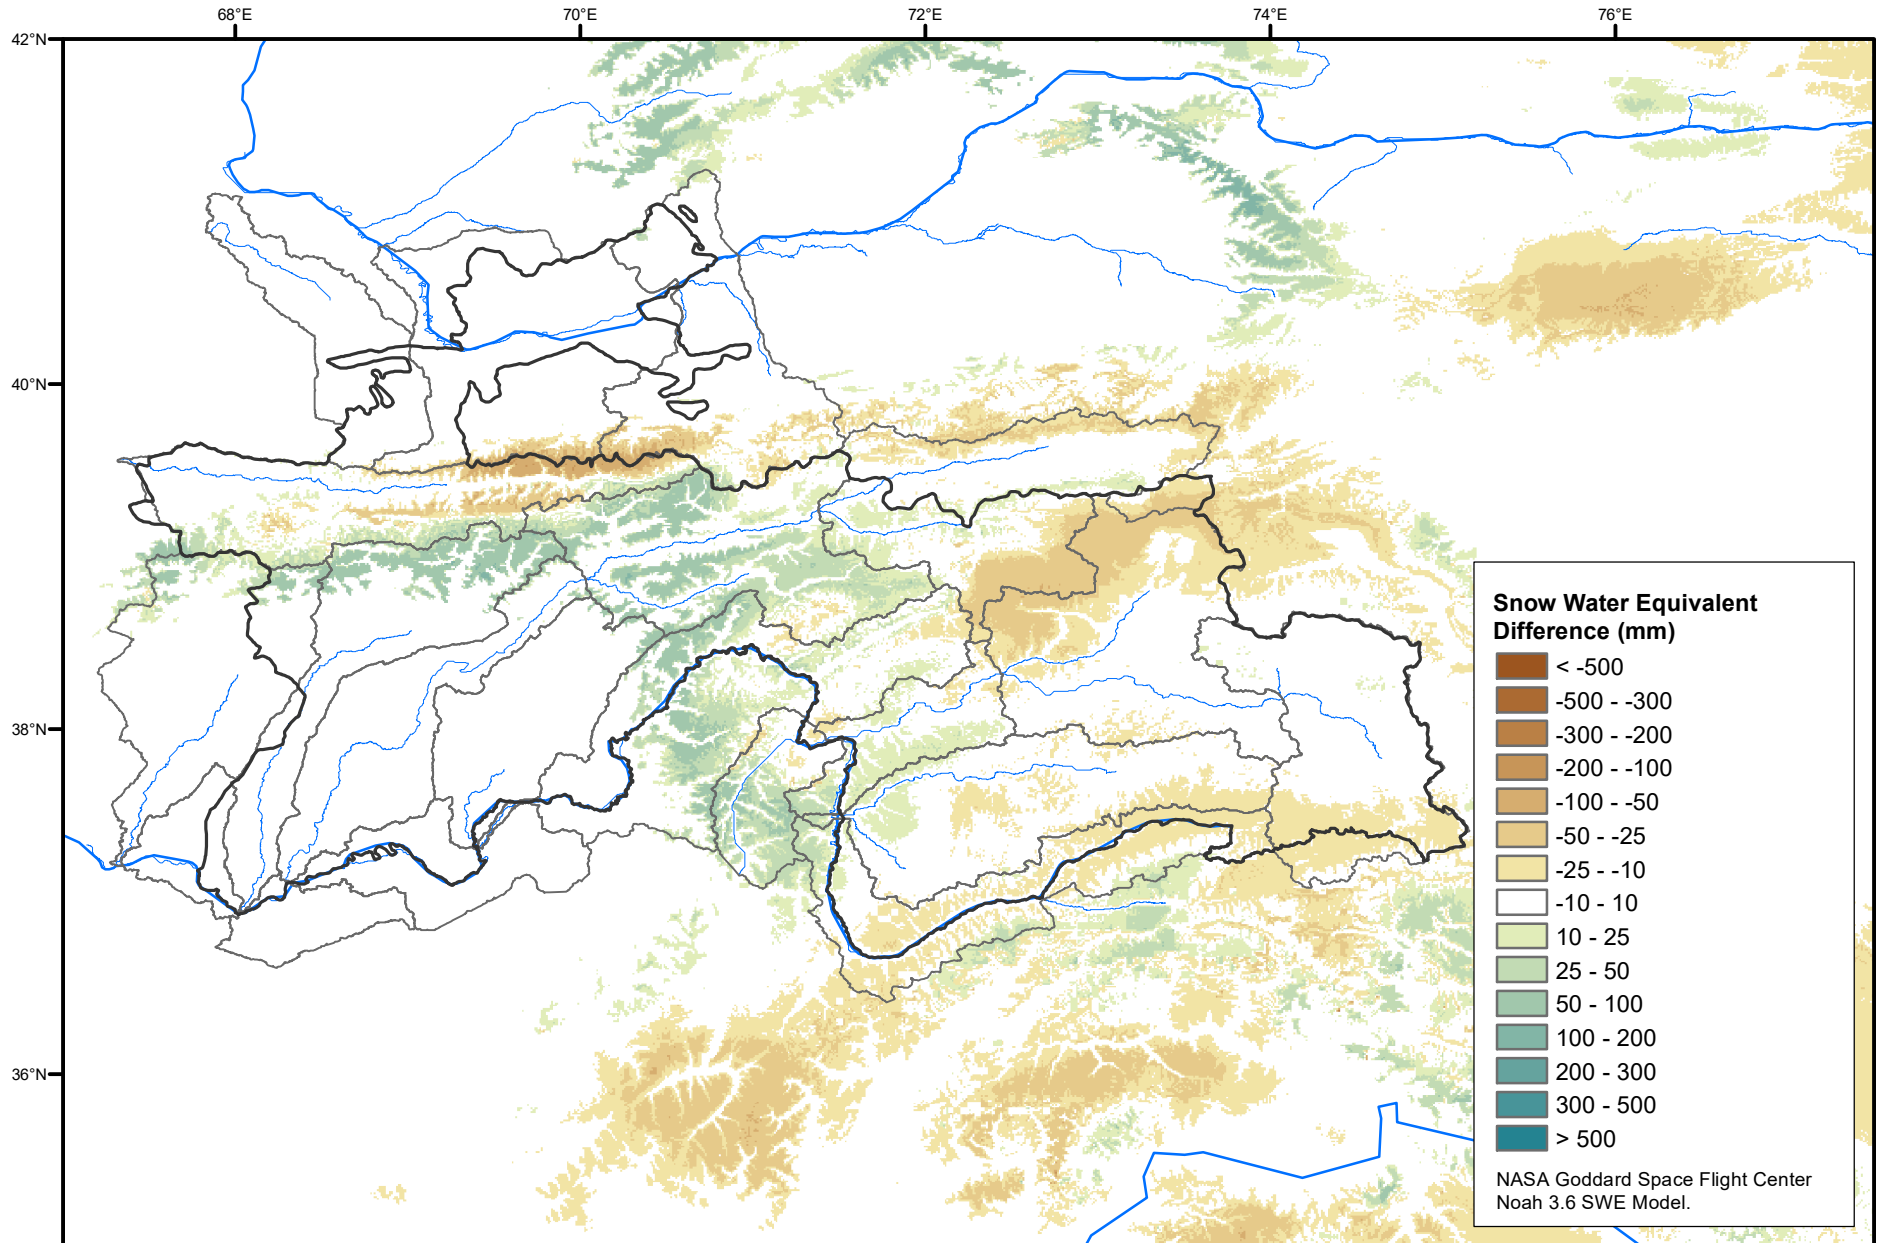 68°E 70°E 72°E 74°E 76°E
42°N
40°N
38°N
36°N
Snow Water Equivalent
Difference (mm)
< -500
-500 - -300
-300 - -200
-200 - -100
-100 - -50
-50 - -25
-25 - -10
-10 - 10
10 - 25
25 - 50
50 - 100
100 - 200
200 - 300
300 - 500
> 500
NASA Goddard Space Flight Center
Noah 3.6 SWE Model.